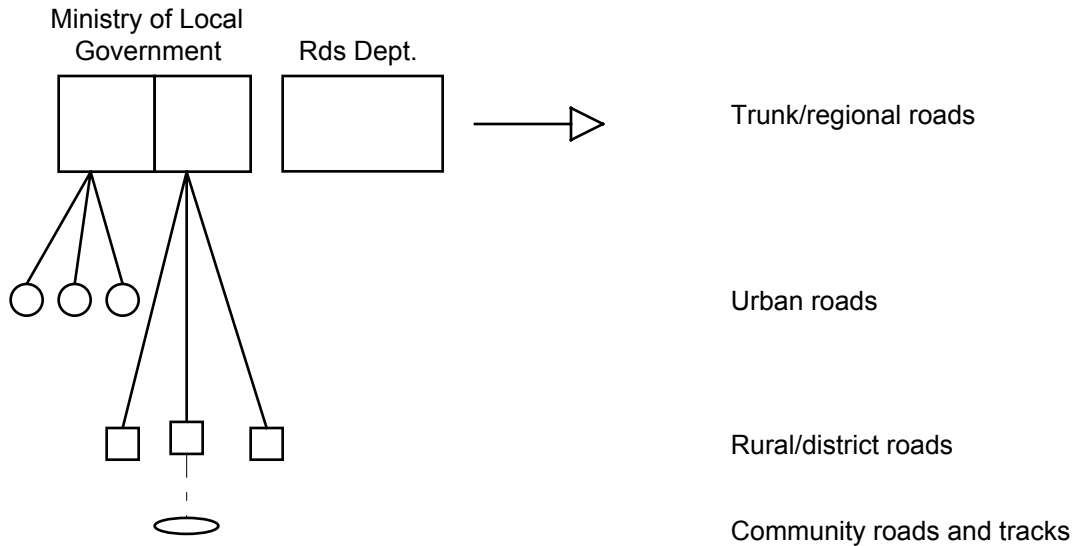 Ministry of Local
Government
Rds Dept.
Trunk/regional roads
Urban roads
Rural/district roads
Community roads and tracks